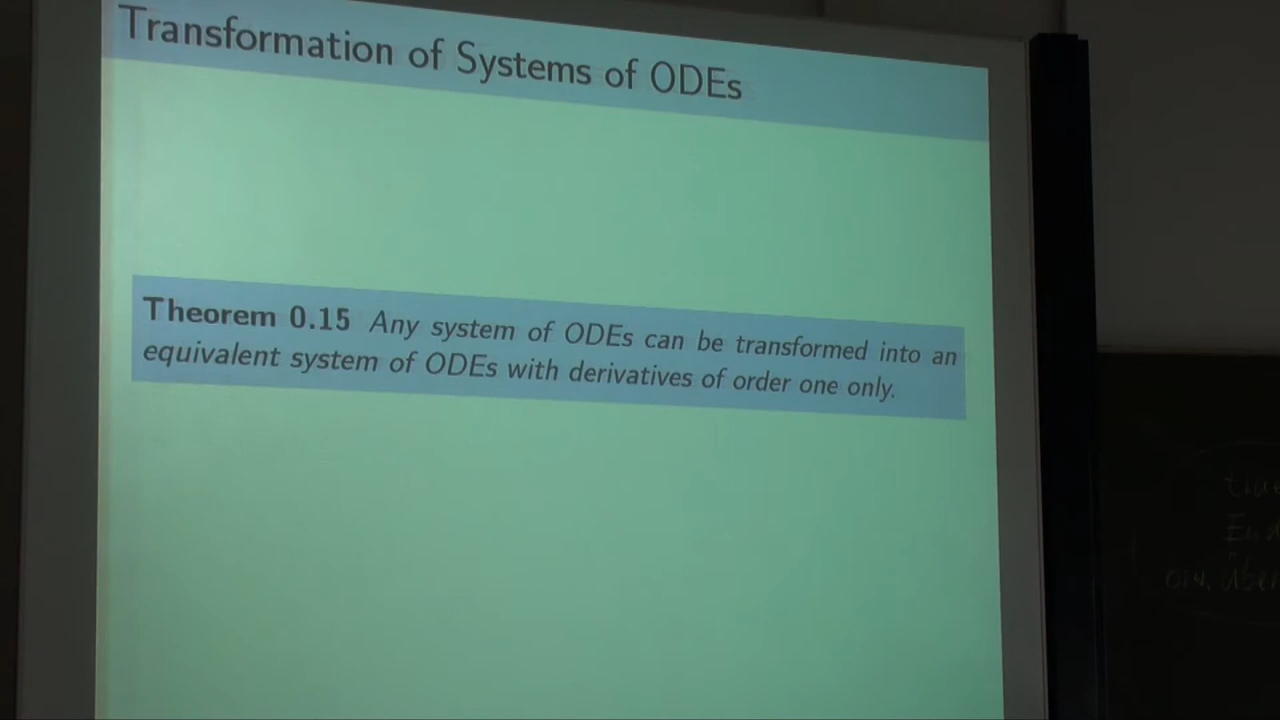 Transformation of Systems of ODEs
Theorem 0.15 Any system of ODEs can be transformed into an
equivalent system of ODEs with derivatives of order one only.